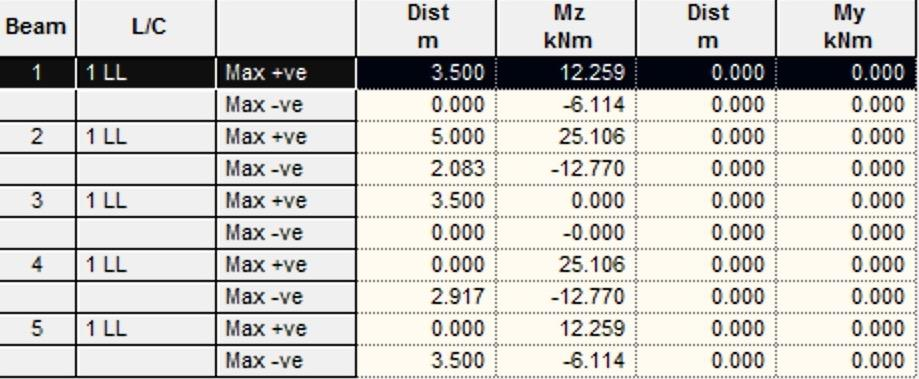 Beam L/C Dist m Mz kNm Dist m My kNm
1 1 LL Max +ve 3.500 12.259 0.000 0.000
Max -ve 0.000 -6.114 0.000 0.000
2 1 LL Max +ve 5.000 25.106 0.000 0.000
Max -ve 2.083 -12.770 0.000 0.000
3 1 LL Max +ve 3.500 0.000 0.000 0.000
Max -ve 0.000 -0.000 0.000 0.000
4 1 LL Max +ve 0.000 25.106 0.000 0.000
Max -ve 2.917 -12.770 0.000 0.000
5 1 LL Max +ve 0.000 12.259 0.000 0.000
Max -ve 3.500 -6.114 0.000 0.000